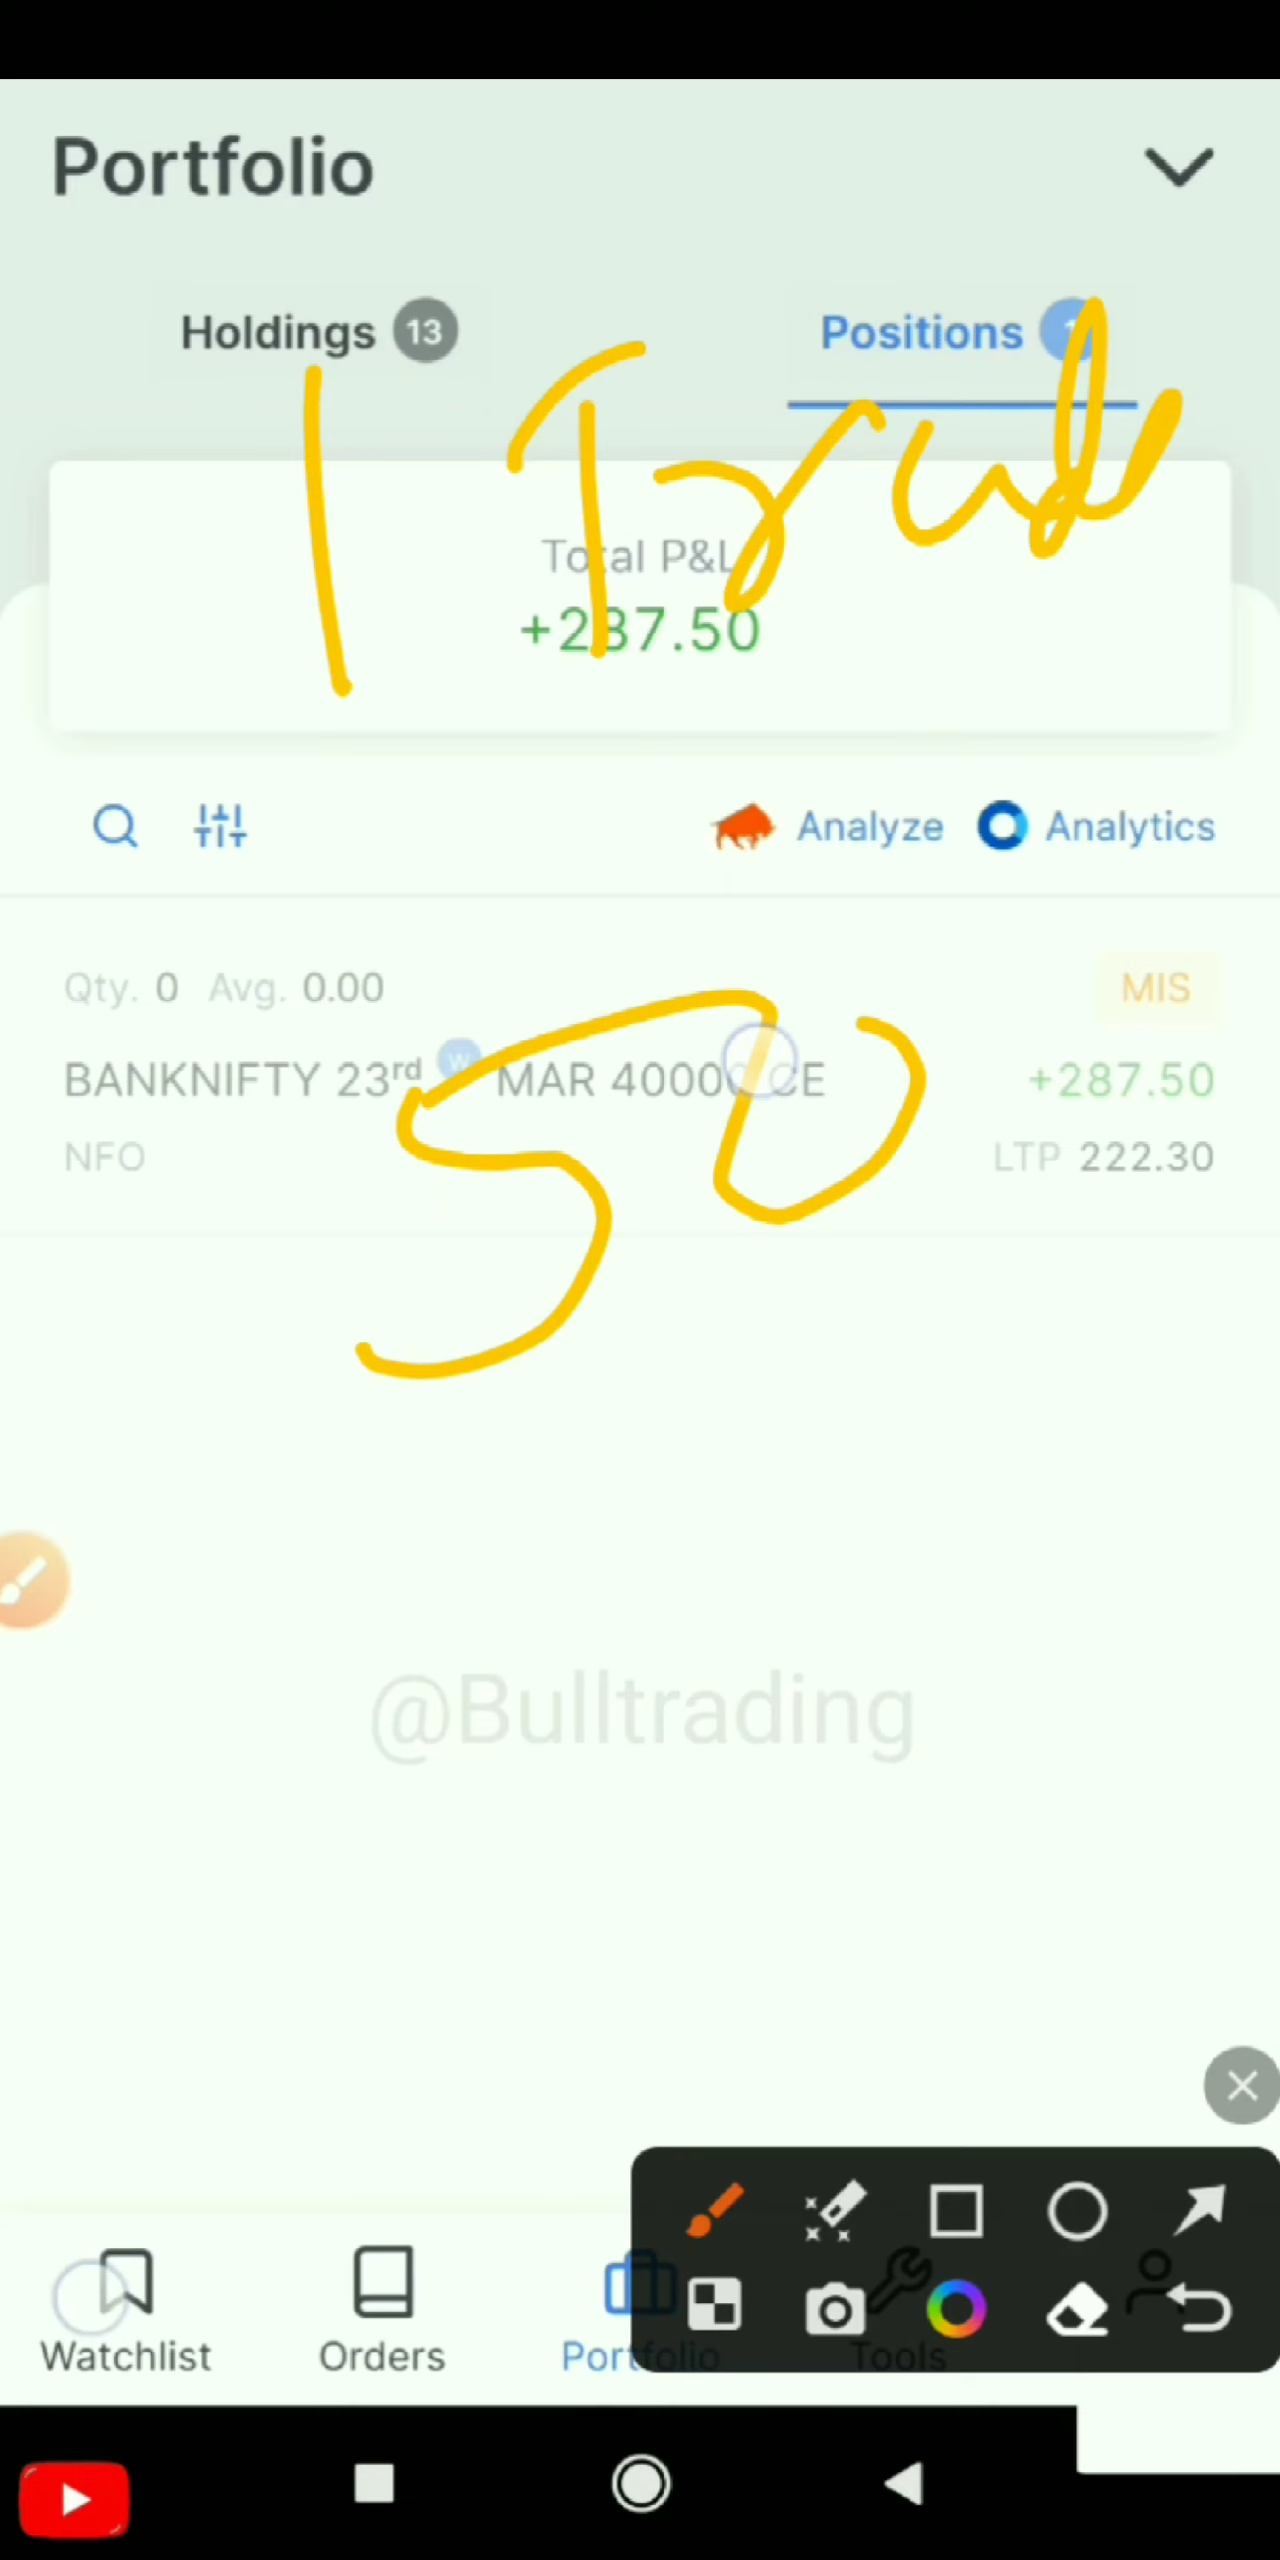 Portfolio
Holdings 13
Positions
1 Trade
Total P&L
+287.50
Analyze
Analytics
Qty. 0 Avg. 0.00
MIS
BANKNIFTY 23rd W MAR 40000 CE
+287.50
NFO
LTP 222.30
50
@Bulltrading
Watchlist
Orders
Portfolio
Tools